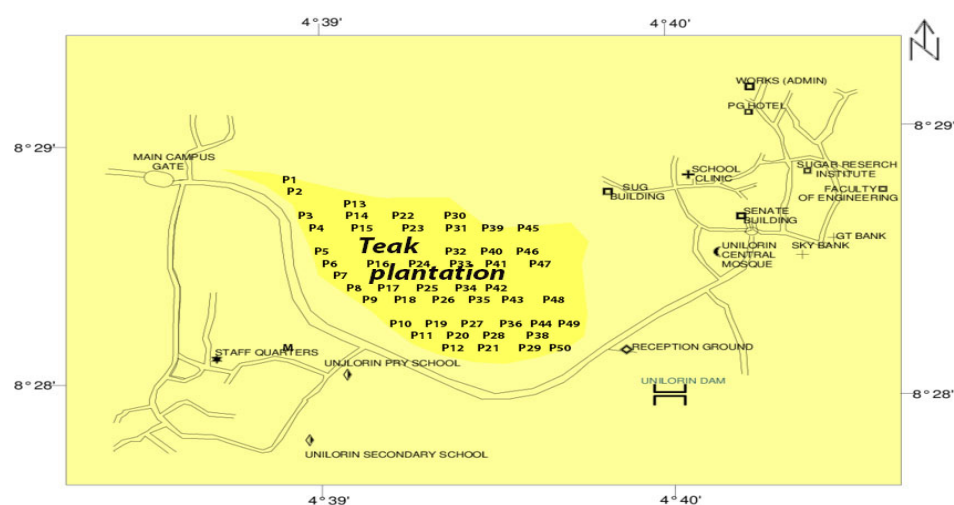 4°39' 4°40'
N
WORKS (ADMIN)
PG HOTEL
8°29'
8°29'
MAIN CAMPUS
GATE
SCHOOL
CLINIC
SUGAR RESERCH
INSTITUTE
SUG
BUILDING
FACULTY
OF ENGINEERING
P1
P2
P13
P3 P14 P22 P30
P4 P15 P23 P31 P39 P45
SENATE
BUILDING
GT BANK
SKY BANK
UNILORIN
CENTRAL
MOSQUE
Teak
plantation
P5 P32 P40 P46
P6 P16 P24 P33 P41 P47
P7
P8 P17 P25 P34 P42
P9 P18 P26 P35 P43 P48
P10 P19 P27 P36 P44 P49
P11 P20 P28 P38
P12 P21 P29 P50
M
STAFF QUARTERS
UNILORIN PRY SCHOOL
RECEPTION GROUND
8°28'
8°28'
UNILORIN DAM
UNILORIN SECONDARY SCHOOL
4°39' 4°40'